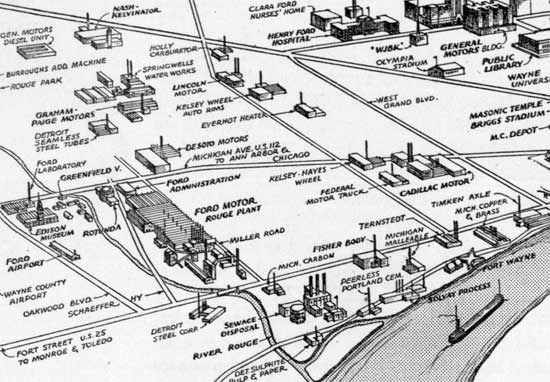 NASH-
KELVINATOR
GEN. MOTORS
DIESEL UNIT
CLARA FORD
NURSES' HOME
HENRY FORD
HOSPITAL
"WJBK"
OLYMPIA
STADIUM
GENERAL
MOTORS BLDG.
PUBLIC
LIBRARY
WAYNE
UNIVERS
HOLLY
CARBURETOR
BURROUGHS ADD. MACHINE
ROUGE PARK
SPRINGWELLS
WATER WORKS
LINCOLN
MOTOR
KELSEY WHEEL
AUTO RIMS
WEST
GRAND BLVD.
MASONIC TEMPLE
BRIGGS STADIUM
M.C. DEPOT
GRAHAM-
PAIGE MOTORS
EVERHOT HEATER
DETROIT
SEAMLESS
STEEL TUBES
DESOTO MOTORS
MICHIGAN AVE. U.S. 112
TO ANN ARBOR &
CHICAGO
FORD
LABORATORY
GREENFIELD V.
FORD
ADMINISTRATION
KELSEY-HAYES
WHEEL
FEDERAL
MOTOR TRUCK
CADILLAC MOTOR
FORD MOTOR
ROUGE PLANT
EDISON
MUSEUM
ROTUNDA
MILLER ROAD
TERNSTEDT
TIMKEN AXLE
MICH. COPPER
& BRASS
FORD
AIRPORT
FISHER BODY
MICHIGAN
MALLEABLE
MICH. CARBON
PEERLESS
PORTLAND CEM.
FORT WAYNE
WAYNE COUNTY
AIRPORT
OAKWOOD BLVD.
SCHAEFER
HY
SOLVAY PROCESS
DETROIT
STEEL CORP.
SEWAGE
DISPOSAL
FORT STREET U.S. 25
TO MONROE & TOLEDO
RIVER ROUGE
DET. SULPHITE
PULP & PAPER